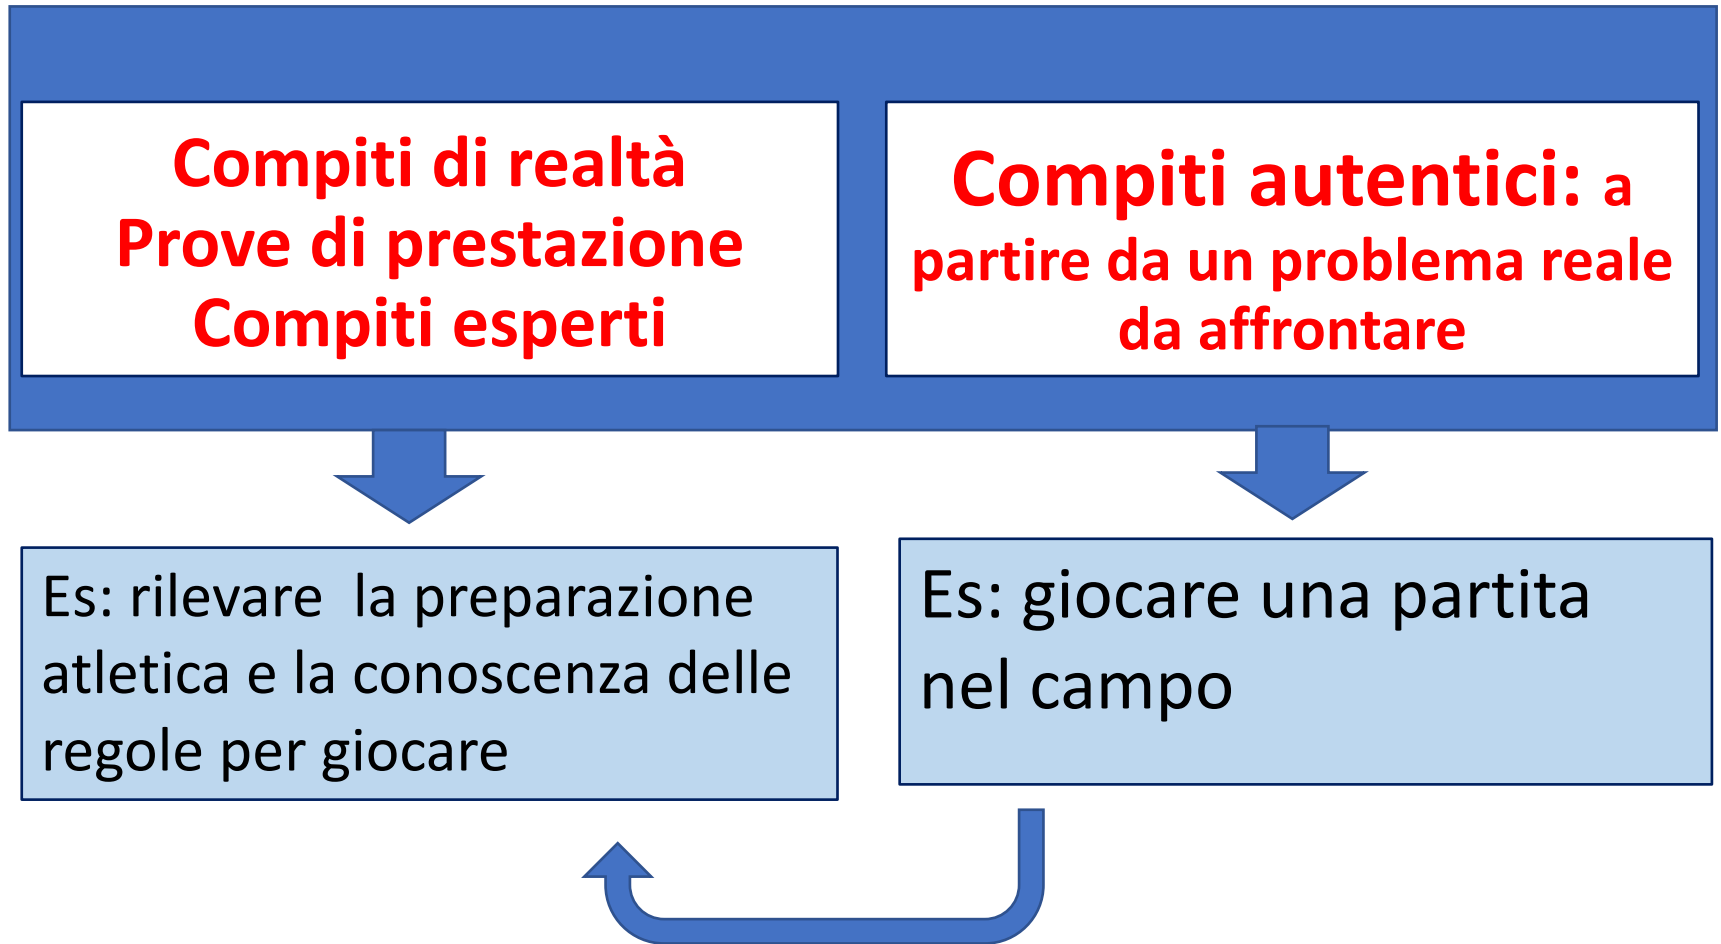 Compiti di realtà
Prove di prestazione
Compiti esperti
Compiti autentici: a
partire da un problema reale
da affrontare
Es: rilevare  la preparazione
atletica e la conoscenza delle
regole per giocare
Es: giocare una partita
nel campo